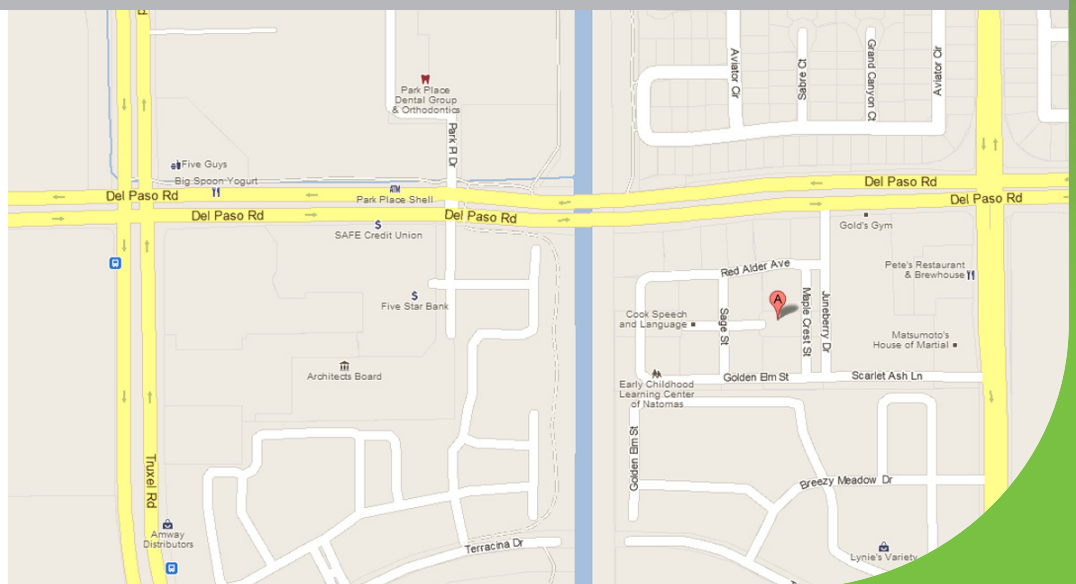 Rd
Aviator Cir
Sabre Ct
Grand Canyon Ct
Aviator Cir
Park Place
Dental Group
& Orthodontics
Park Pl Dr
Five Guys
Big Spoon Yogurt
Del Paso Rd
ATM
Park Place Shell
Del Paso Rd
Del Paso Rd
Del Paso Rd
Del Paso Rd
SAFE Credit Union
Gold's Gym
Red Alder Ave
Pete's Restaurant
& Brewhouse
Five Star Bank
A
Maple Crest St
Juneberry Dr
Sage St
Cook Speech
and Language
Matsumoto's
House of Martial
Architects Board
Early Childhood
Learning Center
of Natomas
Golden Elm St
Scarlet Ash Ln
Golden Elm St
Truxel Rd
Breezy Meadow Dr
Amway
Distributors
Terracina Dr
Lynie's Variety